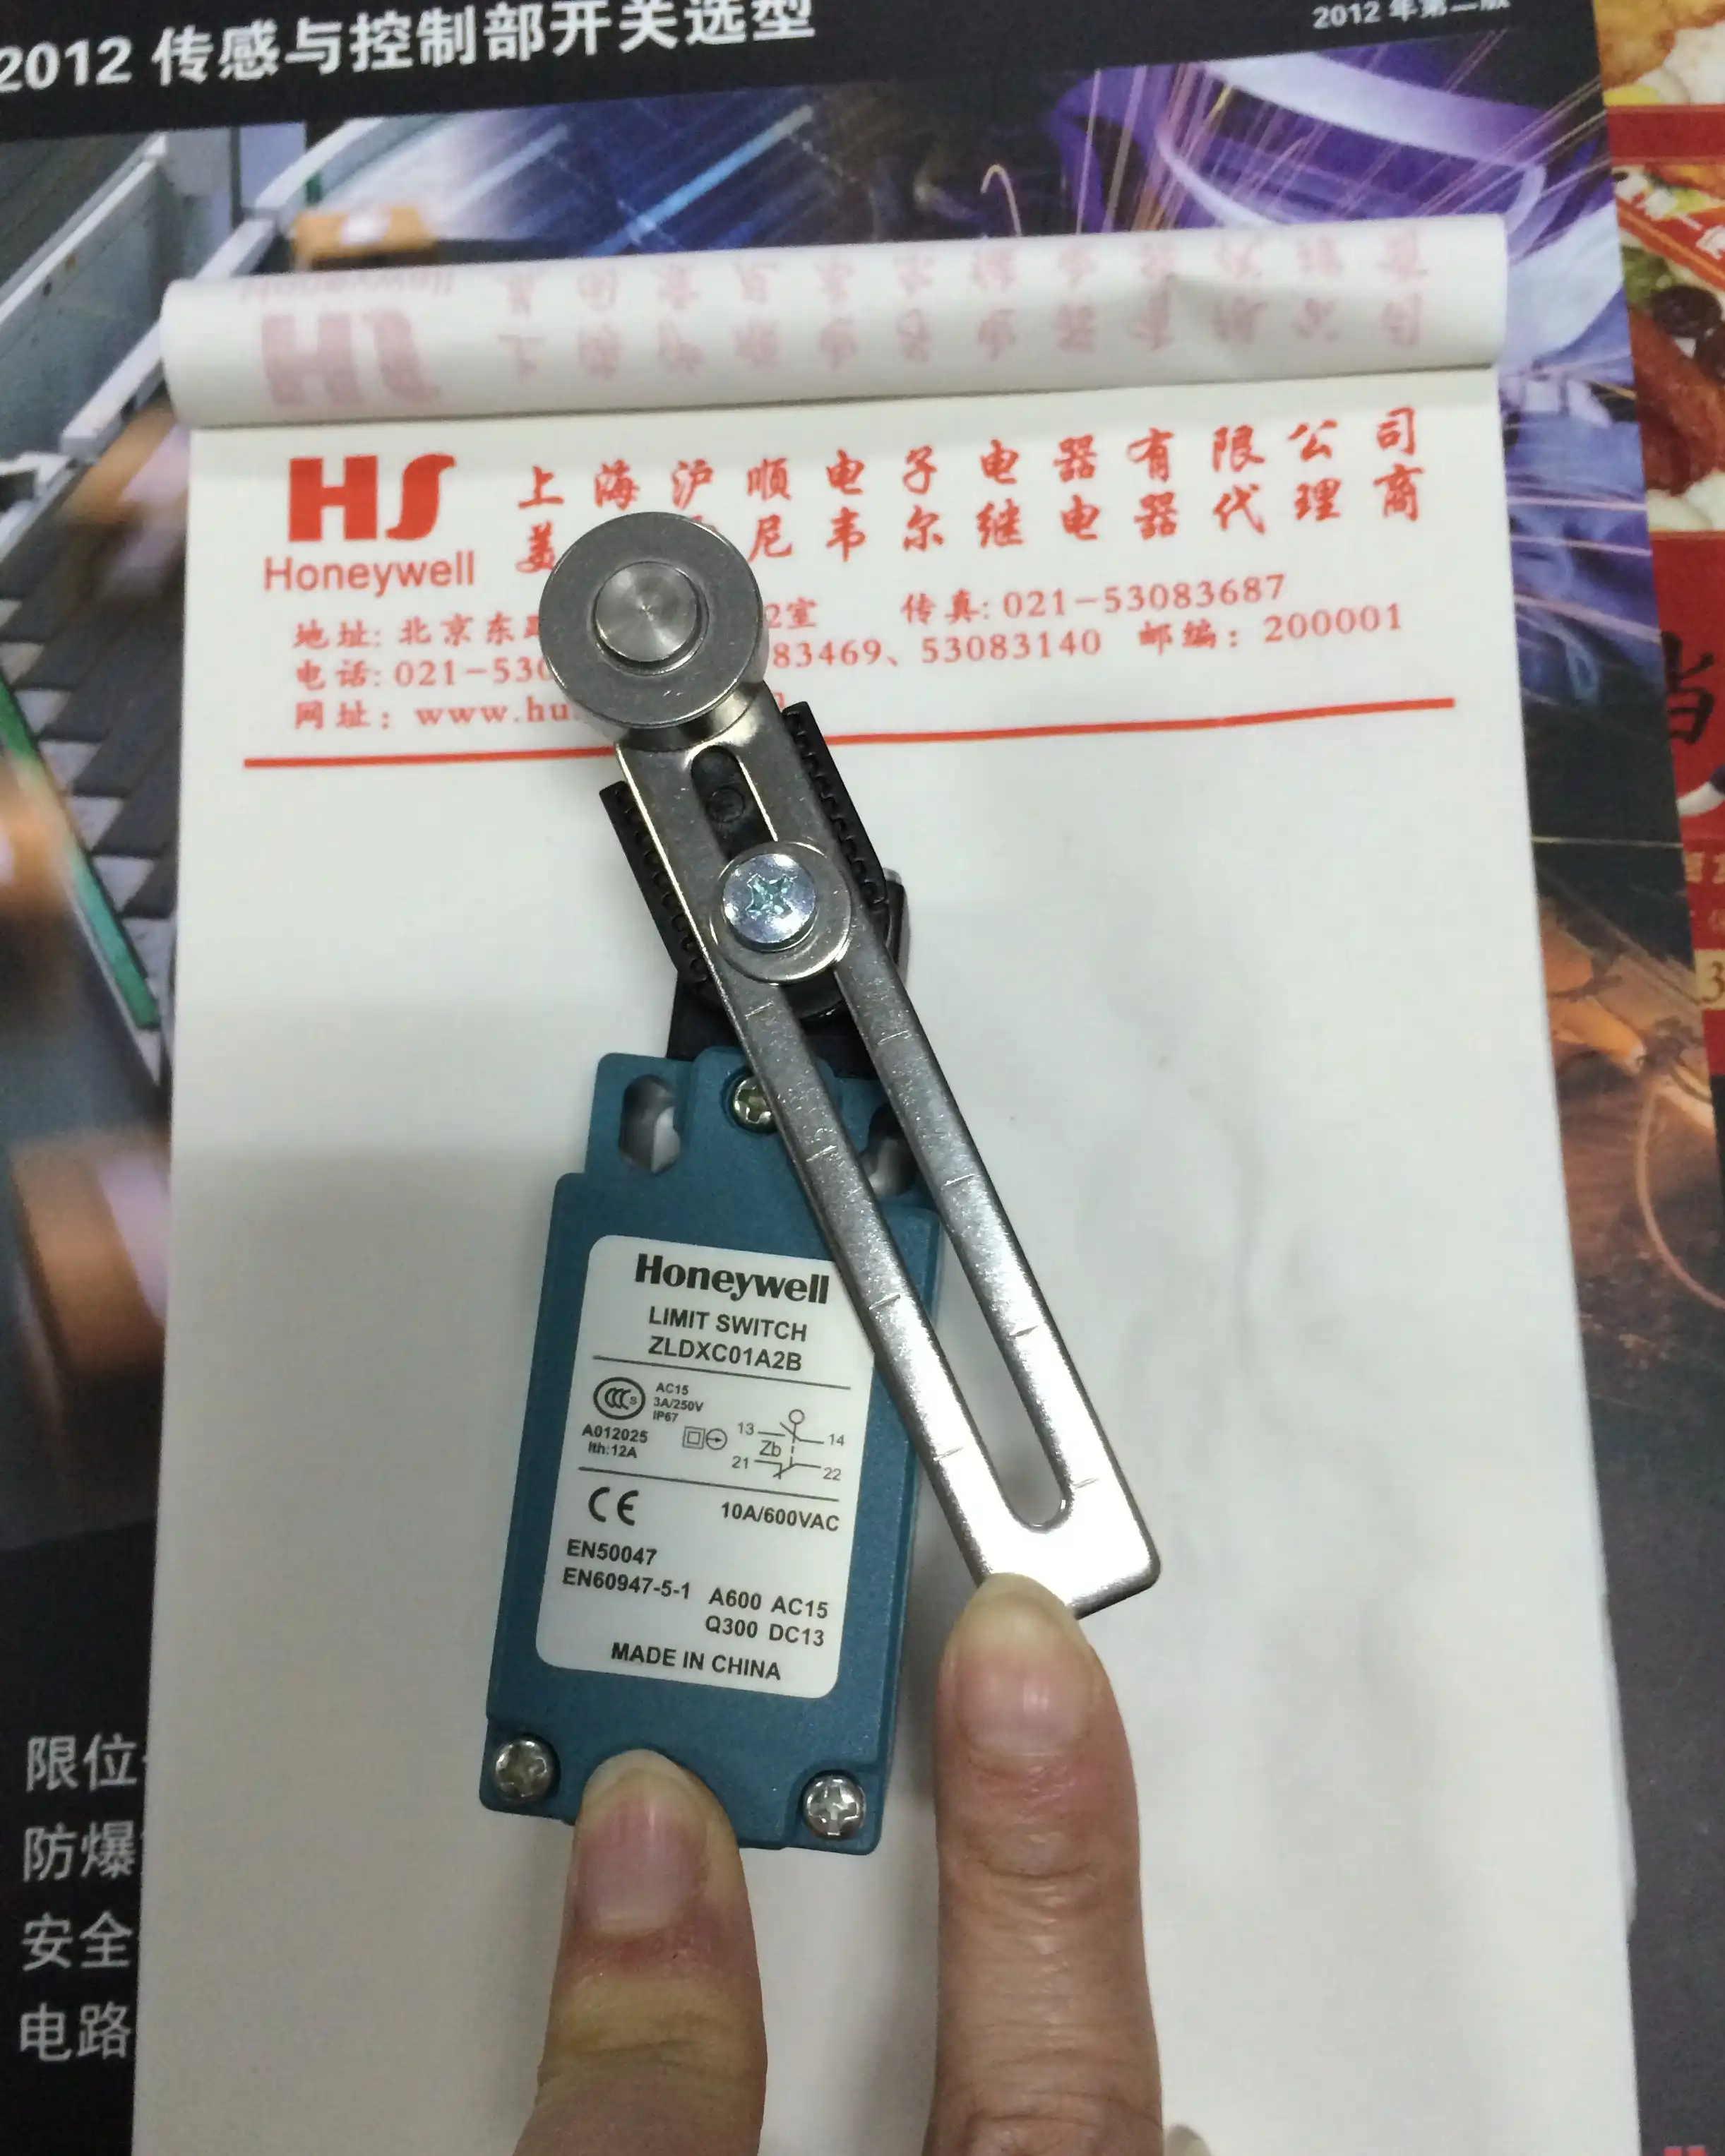 2012 传感与控制部开关选型
2012 年第二版
HS
Honeywell
上海沪顺电子电器有限公司
美 尼韦尔继电器代理商
地址: 北京东 2室 传真: 021-53083687
电话: 021-530 83469、53083140 邮编: 200001
网址: www.hu
Honeywell
LIMIT SWITCH
ZLDXC01A2B
CCC S
AC15
3A/250V
IP67
A012025
Ith:12A
13 14
Zb
21 22
CE 10A/600VAC
EN50047
EN60947-5-1 A600 AC15
Q300 DC13
MADE IN CHINA
限位
防爆
安全
电路